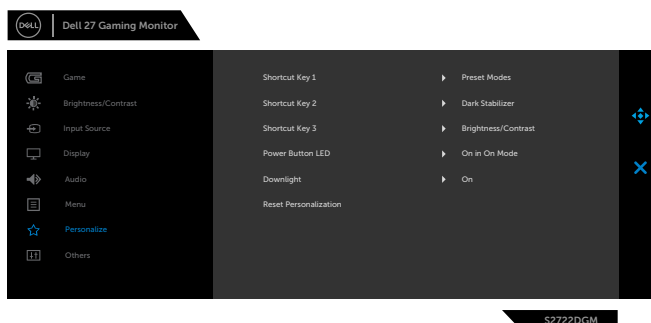 DELL
Dell 27 Gaming Monitor
Game
Brightness/Contrast
Input Source
Display
Audio
Menu
Personalize
Others
Shortcut Key 1 Preset Modes
Shortcut Key 2 Dark Stabilizer
Shortcut Key 3 Brightness/Contrast
Power Button LED On in On Mode
Downlight On
Reset Personalization
S2722DGM